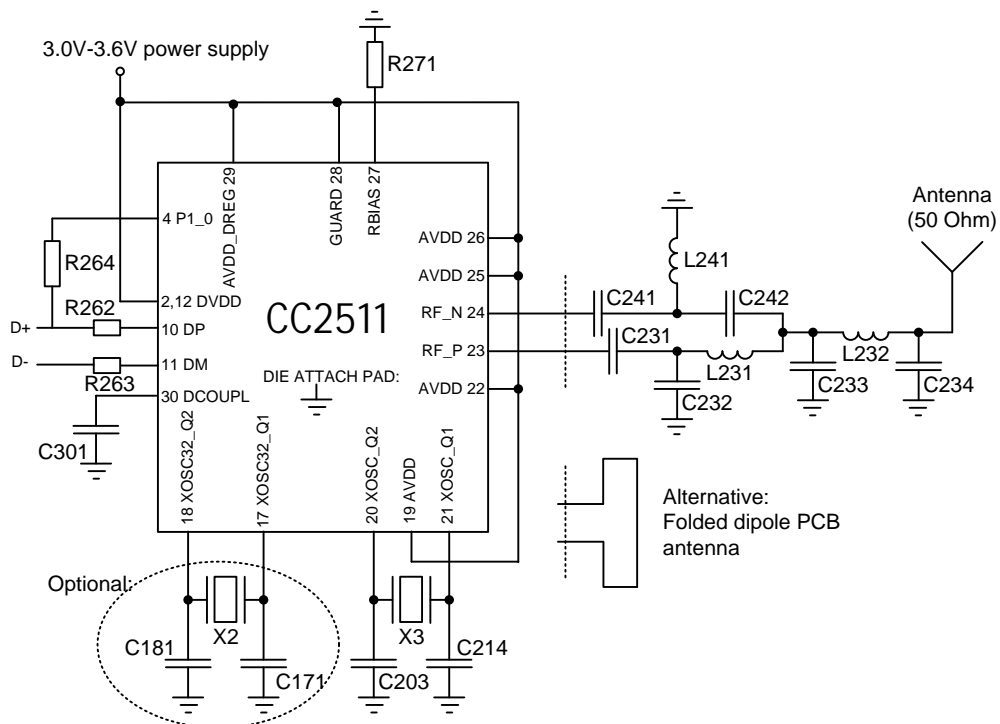 3.0V-3.6V power supply
R271
AVDD_DREG 29
GUARD 28
RBIAS 27
4 P1_0
R264
R262
2,12 DVDD
D+
10 DP
D-
11 DM
R263
30 DCOUPL
C301
CC2511
DIE ATTACH PAD:
AVDD 26
AVDD 25
RF_N 24
RF_P 23
AVDD 22
18 XOSC32_Q2
17 XOSC32_Q1
20 XOSC_Q2
19 AVDD
21 XOSC_Q1
Antenna
(50 Ohm)
L241
C241
C242
C231
L231
L232
C232
C233
C234
Alternative:
Folded dipole PCB
antenna
Optional:
X2
X3
C181
C171
C203
C214